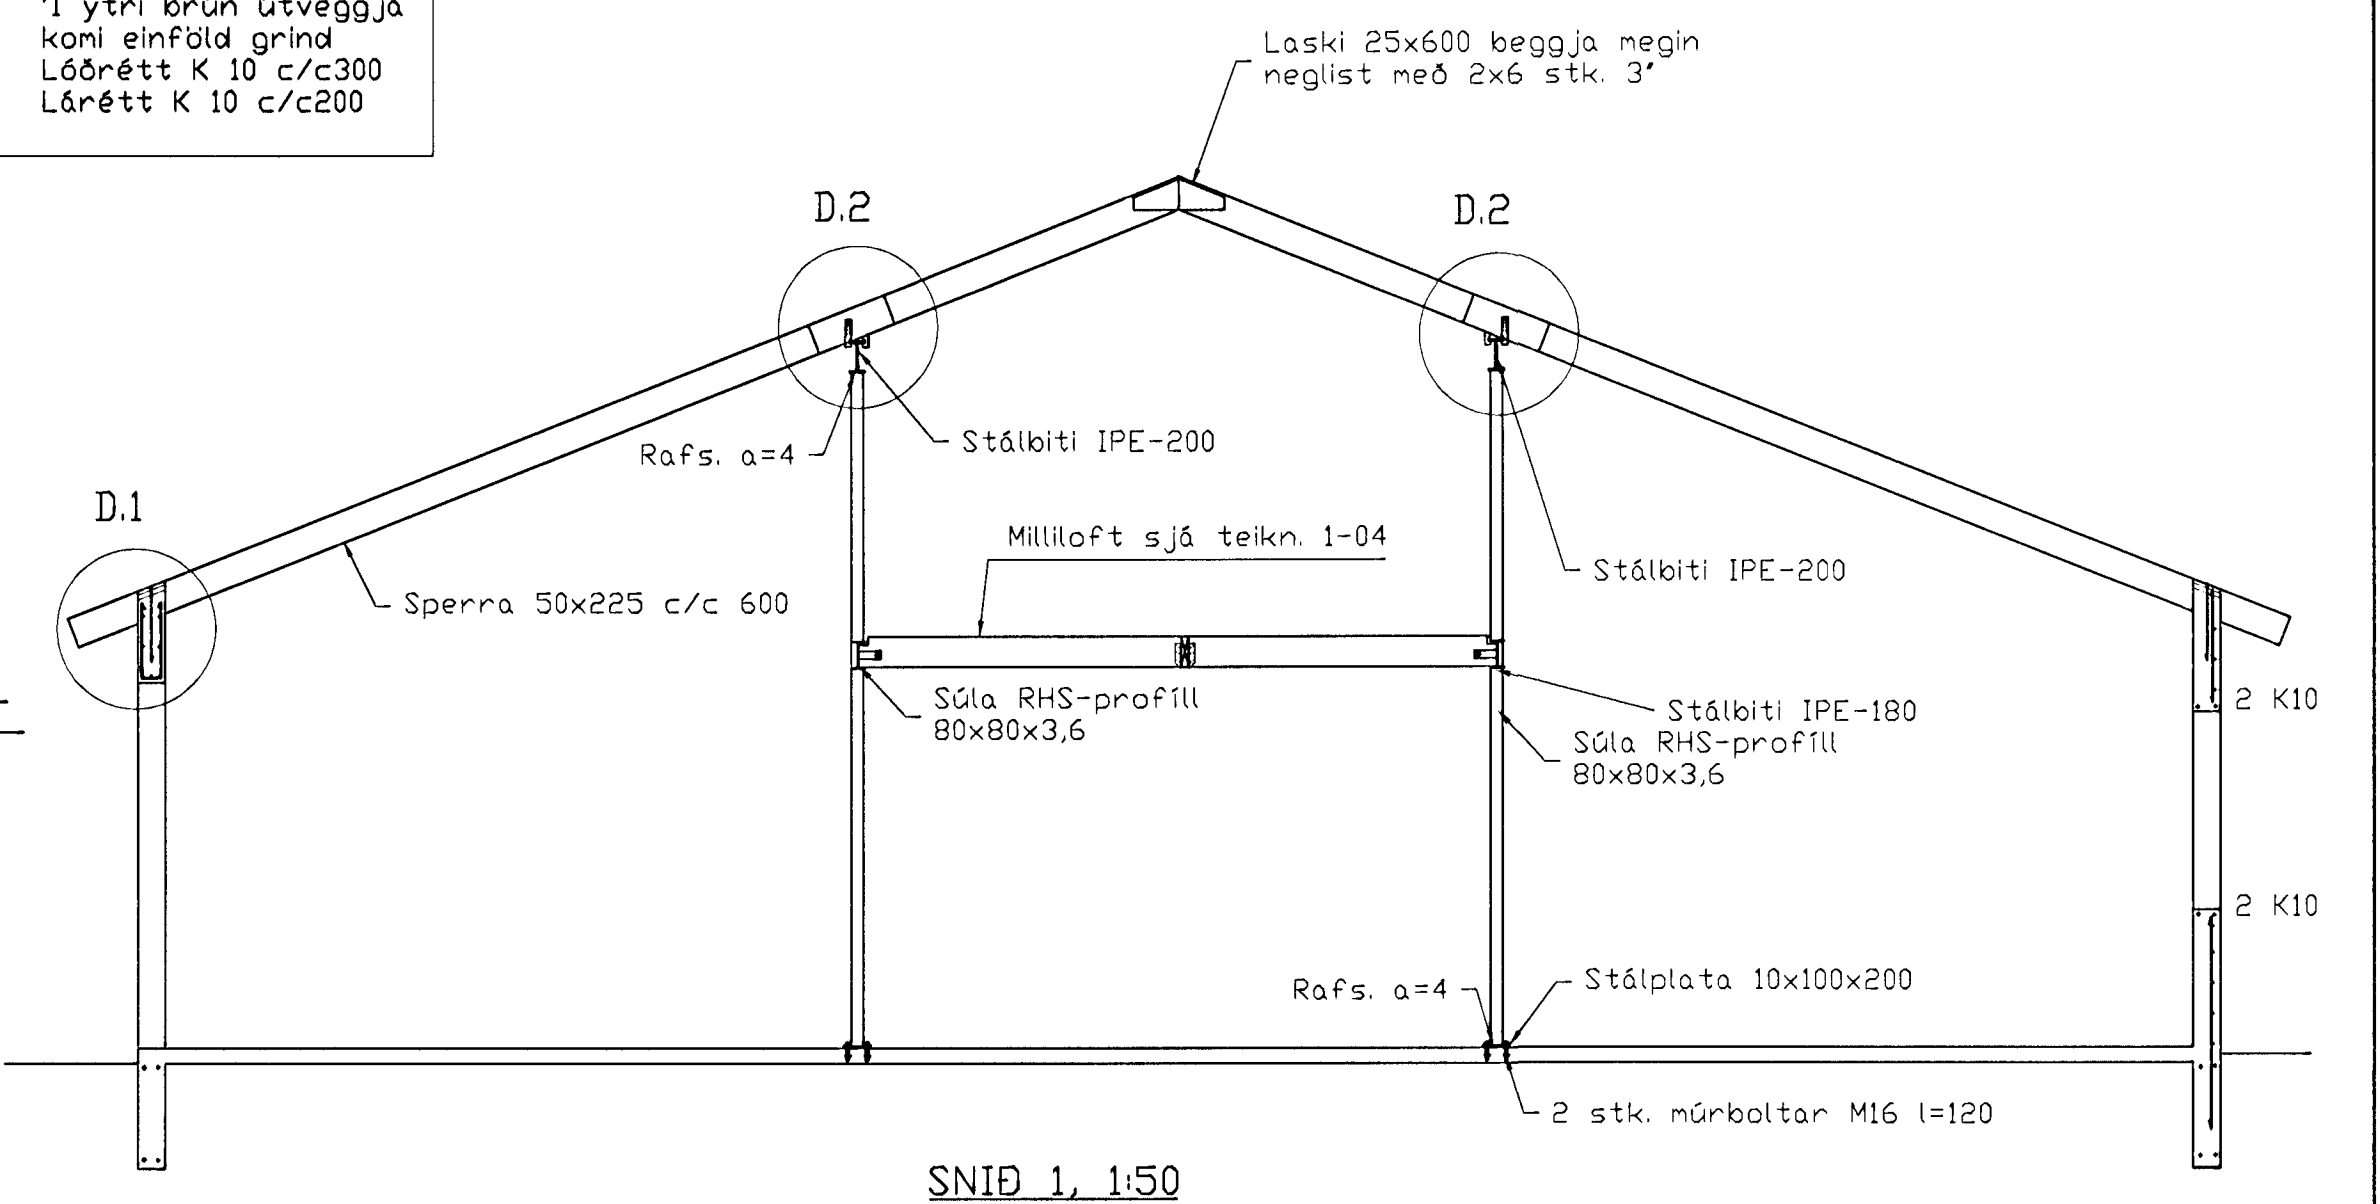 Í ytri brún útveggja
komi einföld grind
Lóðrétt K 10 c/c300
Lárétt K 10 c/c200
Laski 25x600 beggja megin
neglist með 2x6 stk. 3"
D.2
D.2
Stálbiti IPE-200
Rafs. a=4
D.1
Milliloft sjá teikn. 1-04
Stálbiti IPE-200
Sperra 50x225 c/c 600
Súla RHS-profíll
80x80x3,6
2 K10
Stálbiti IPE-180
Súla RHS-profíll
80x80x3,6
2 K10
Stálplata 10x100x200
Rafs. a=4
2 stk. múrboltar M16 l=120
SNIÐ 1, 1:50